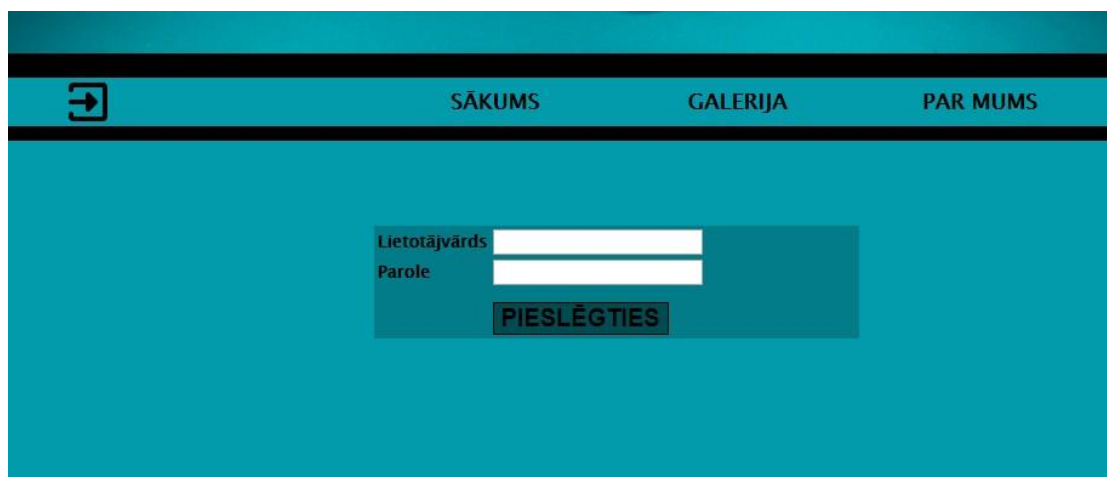 SĀKUMS GALERIJA PAR MUMS
Lietotājvārds
Parole
PIESLĒGTIES